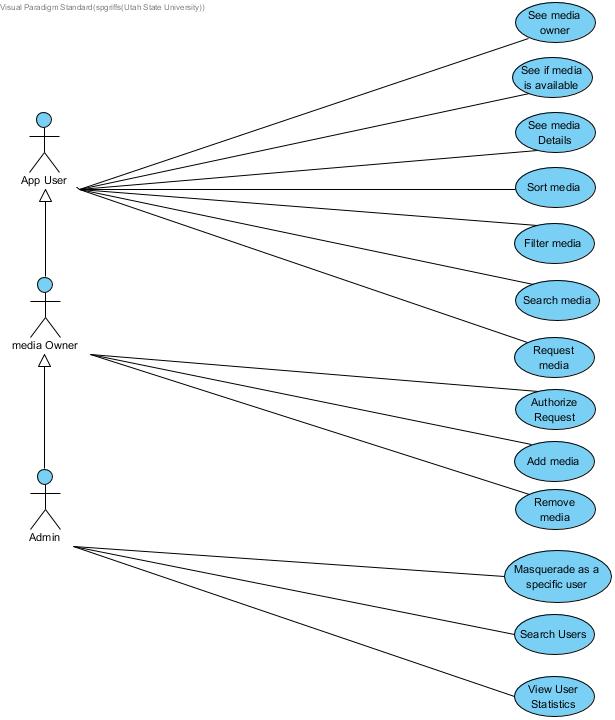 Visual Paradigm Standard(spgriffs(Utah State University))
See media
owner
See if media
is available
See media
Details
App User
Sort media
Filter media
Search media
media Owner
Request
media
Authorize
Request
Add media
Remove
media
Admin
Masquerade as a
specific user
Search Users
View User
Statistics